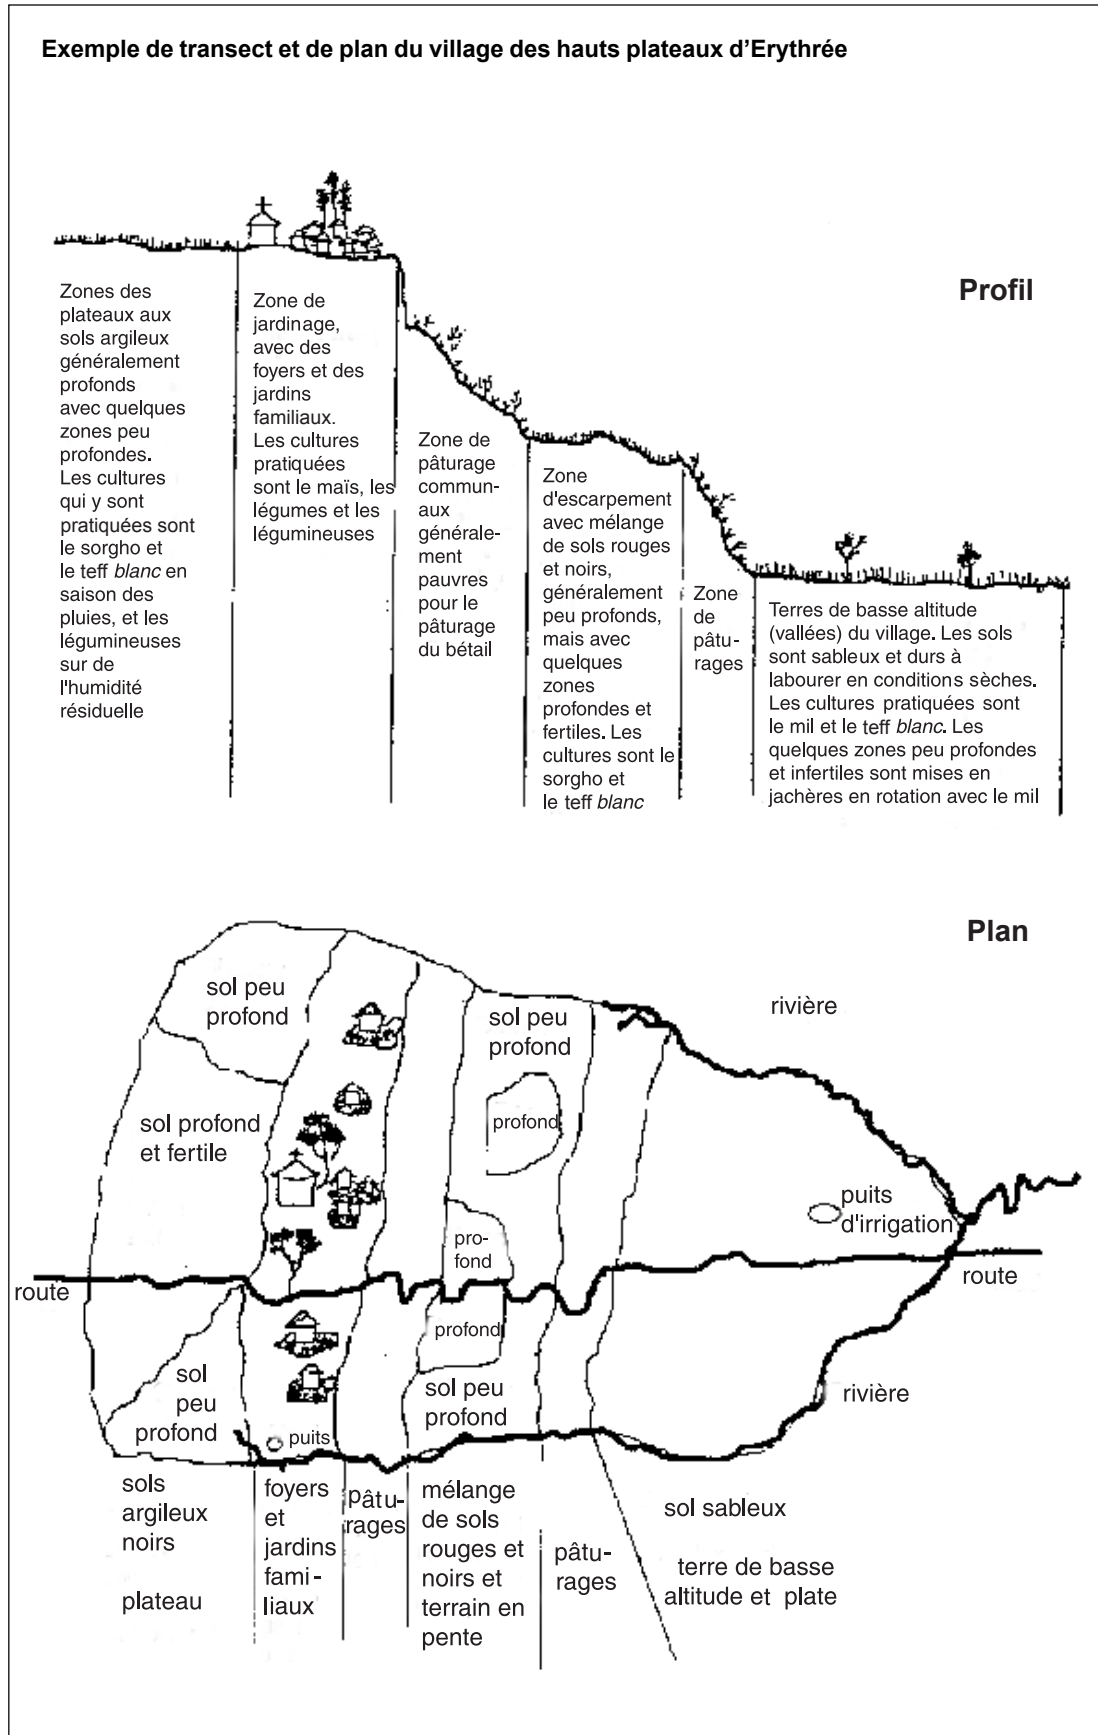 Exemple de transect et de plan du village des hauts plateaux d'Erythrée
Profil
Zones des
plateaux aux
sols argileux
généralement
profonds
avec quelques
zones peu
profondes.
Les cultures
qui y sont
pratiquées sont
le sorgho et
le teff blanc en
saison des
pluies, et les
légumineuses
sur de
l'humidité
résiduelle
Zone de
jardinage,
avec des
foyers et des
jardins
familiaux.
Les cultures
pratiquées
sont le maïs, les
légumes et les
légumineuses
Zone de
pâturage
commun-
aux
générale-
ment
pauvres
pour le
pâturage
du bétail
Zone
d'escarpement
avec mélange
de sols rouges
et noirs,
généralement
peu profonds,
mais avec
quelques
zones
profondes et
fertiles. Les
cultures sont le
sorgho et
le teff blanc
Zone
de
pâtu-
rages
Terres de basse altitude
(vallées) du village. Les sols
sont sableux et durs à
labourer en conditions sèches.
Les cultures pratiquées sont
le mil et le teff blanc. Les
quelques zones peu profondes
et infertiles sont mises en
jachères en rotation avec le mil
Plan
sol peu
profond
sol profond
et fertile
sol peu
profond
profond
pro-
fond
rivière
puits
d'irrigation
route
route
profond
sol
peu
profond
sol peu
profond
puits
rivière
sols
argileux
noirs
plateau
foyers
et
jardins
fami-
liaux
pâtu-
rages
mélange
de sols
rouges et
noirs et
terrain en
pente
pâtu-
rages
sol sableux
terre de basse
altitude et plate